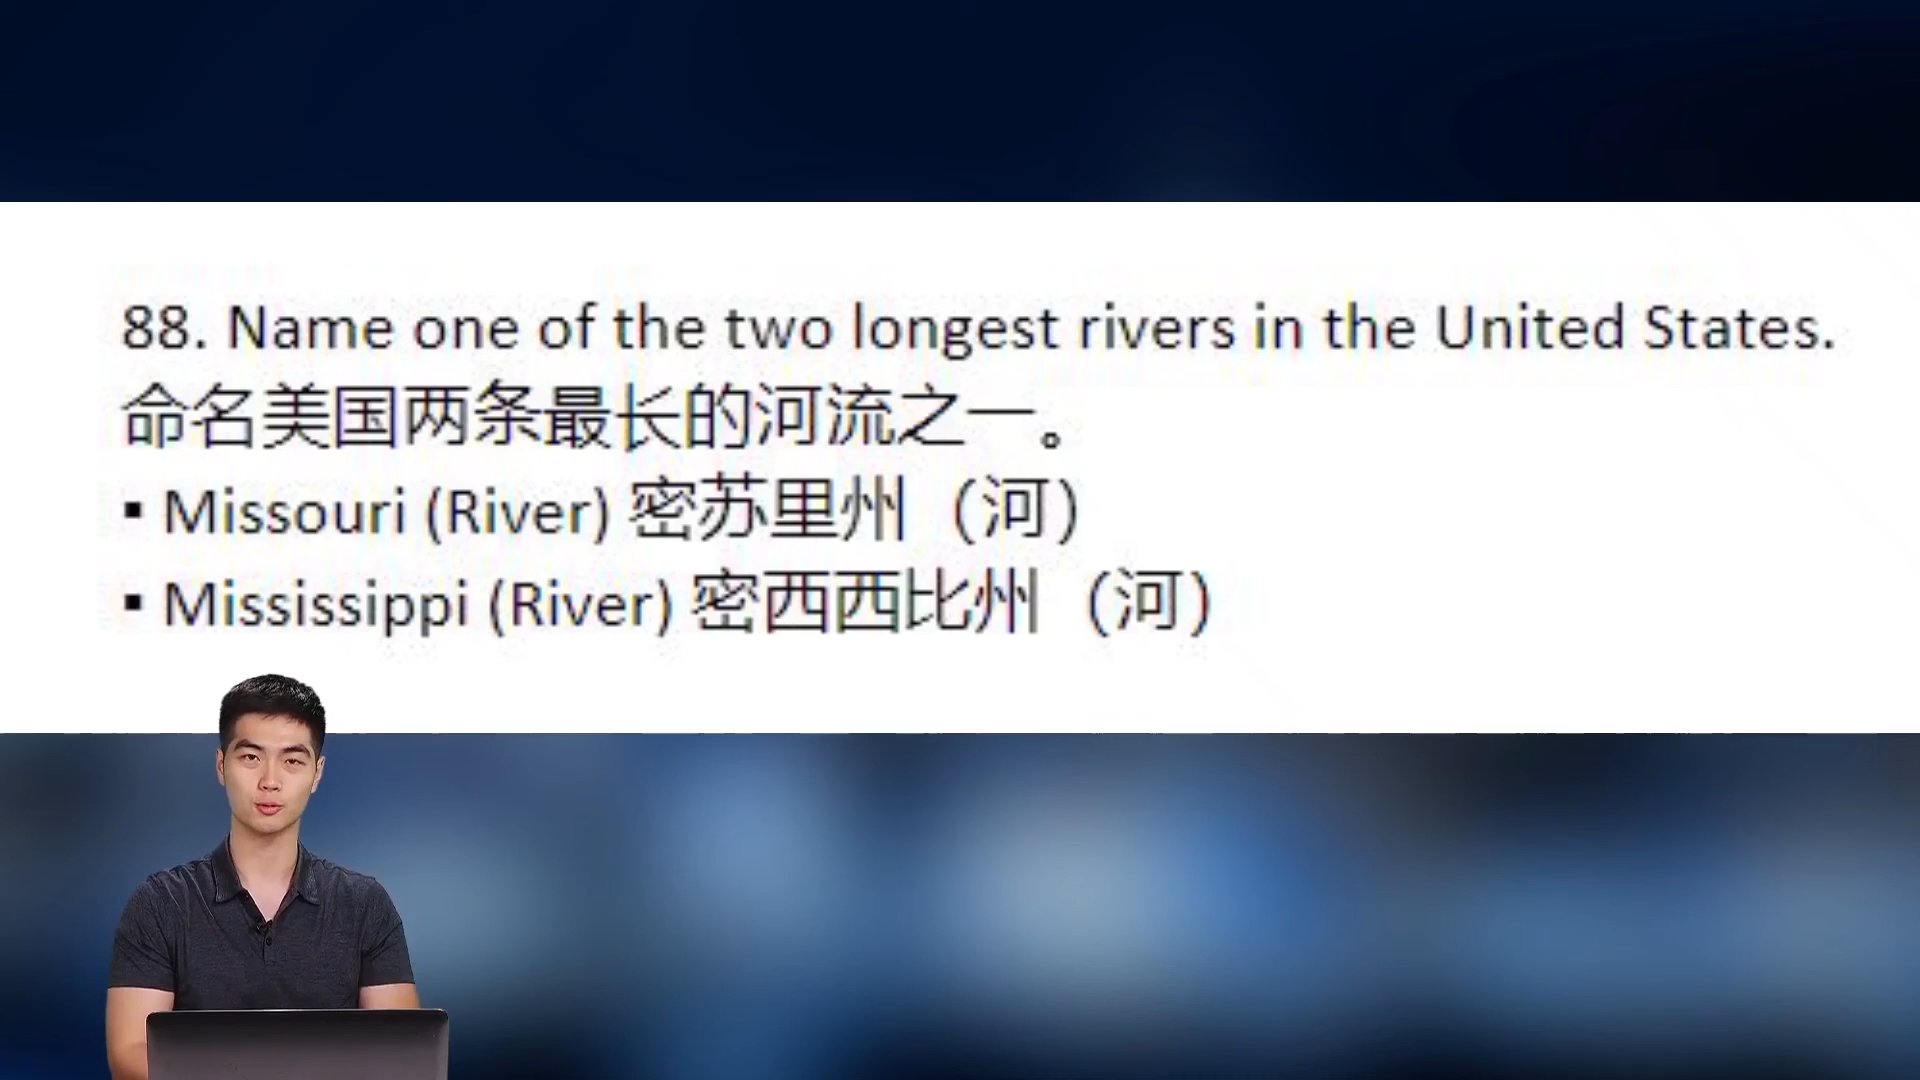 88. Name one of the two longest rivers in the United States.
命名美国两条最长的河流之一。
▪ Missouri (River) 密苏里州（河）
▪ Mississippi (River) 密西西比州（河）